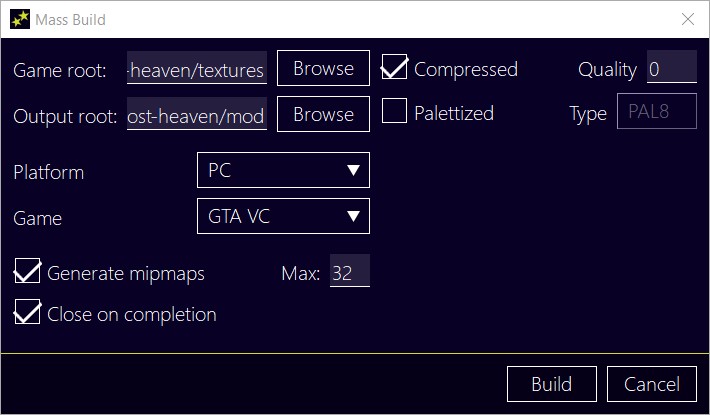 Mass Build
Game root: -heaven/textures Browse Compressed Quality 0
Output root: ost-heaven/mod Browse Palettized Type PAL8
Platform PC
Game GTA VC
Generate mipmaps Max: 32
Close on completion
Build Cancel